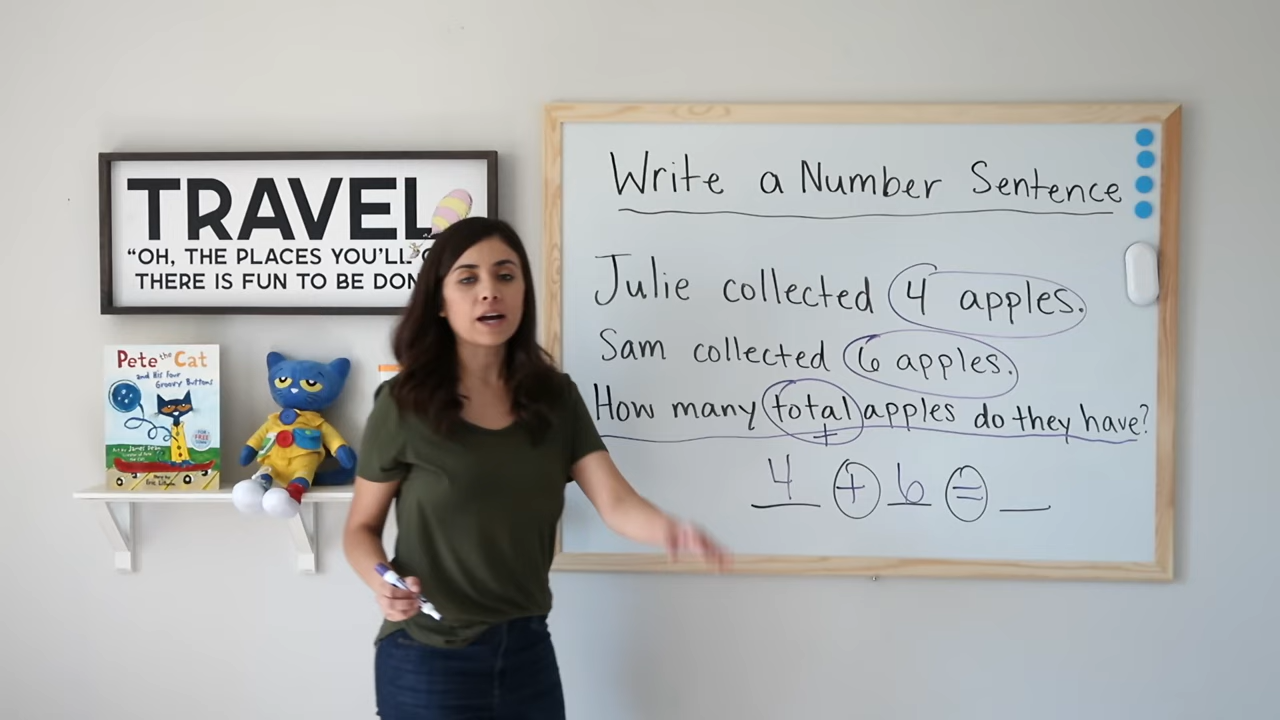 TRAVEL
“OH, THE PLACES YOU'LL
THERE IS FUN TO BE DON
Pete the Cat
and His Four
Groovy Buttons
FREE
Write a Number Sentence
Julie collected 4 apples.
Sam collected 6 apples.
How many total apples do they have?
+
4 + 6 = __